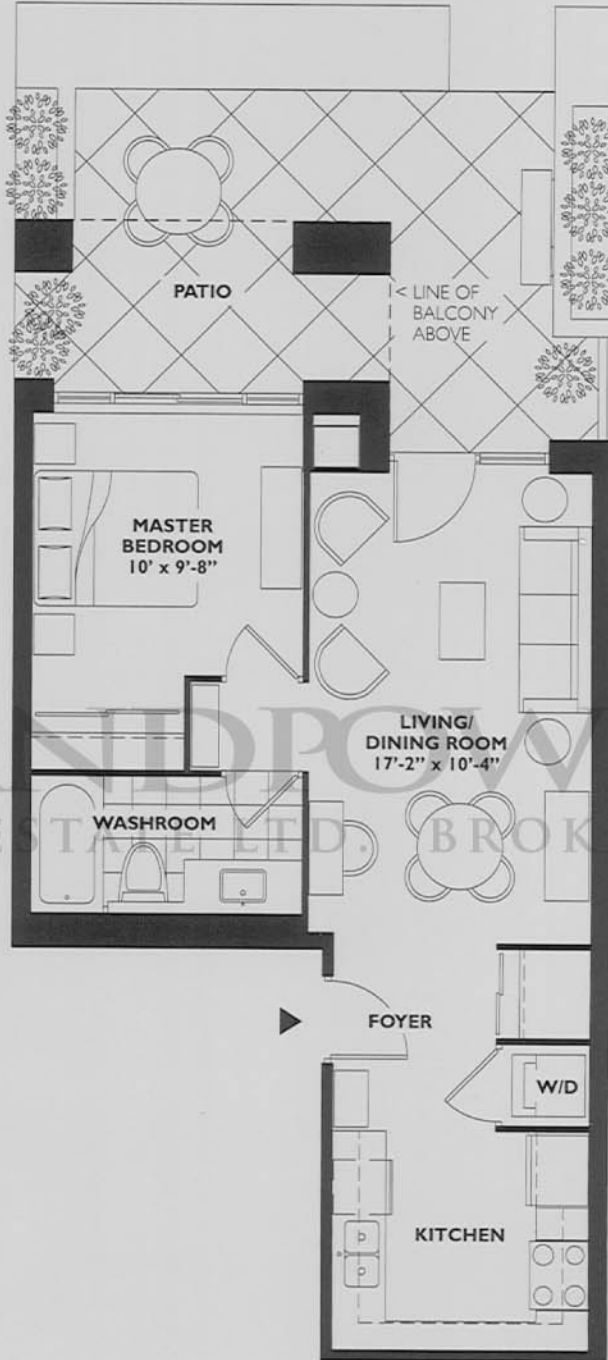 PATIO
< LINE OF
BALCONY
ABOVE
MASTER
BEDROOM
10' x 9'-8"
LIVING/
DINING ROOM
17'-2" x 10'-4"
WASHROOM
FOYER
W/D
KITCHEN